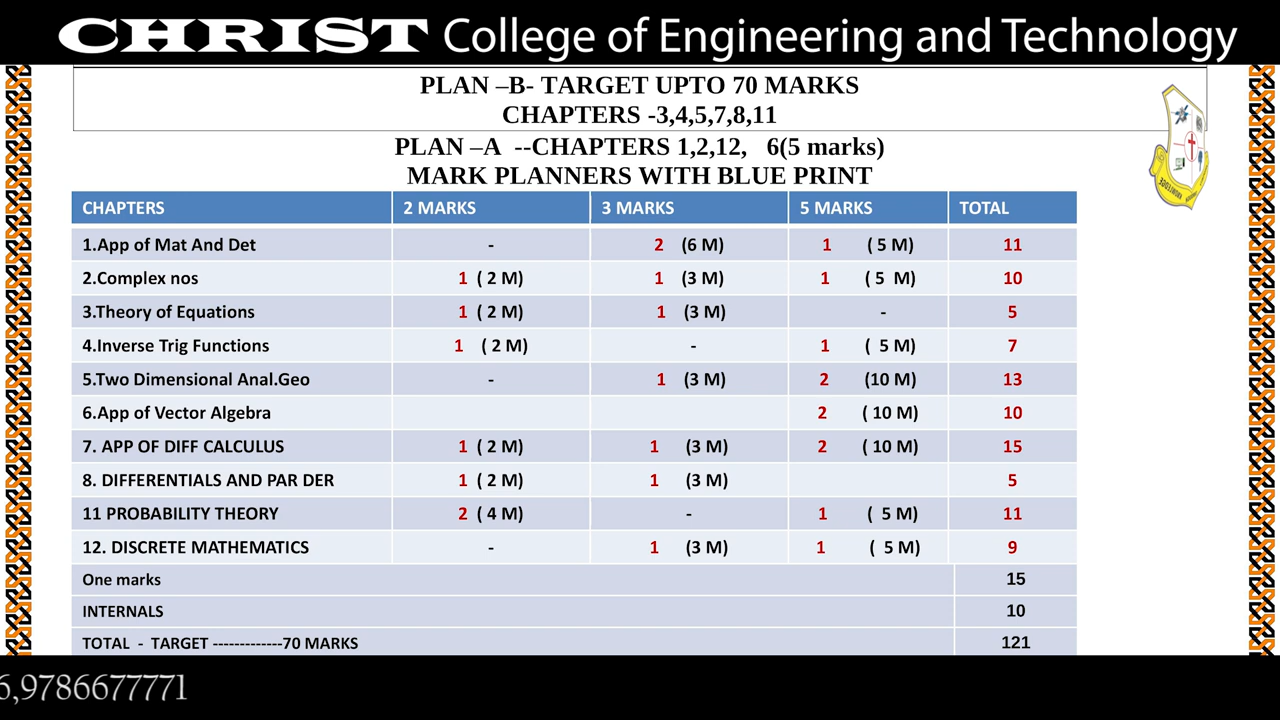 CHRIST College of Engineering and Technology
PLAN –B- TARGET UPTO 70 MARKS
CHAPTERS -3,4,5,7,8,11
PLAN –A --CHAPTERS 1,2,12, 6(5 marks)
MARK PLANNERS WITH BLUE PRINT
CHAPTERS 2 MARKS 3 MARKS 5 MARKS TOTAL
1.App of Mat And Det - 2 (6 M) 1 ( 5 M) 11
2.Complex nos 1 ( 2 M) 1 (3 M) 1 ( 5 M) 10
3.Theory of Equations 1 ( 2 M) 1 (3 M) - 5
4.Inverse Trig Functions 1 ( 2 M) - 1 ( 5 M) 7
5.Two Dimensional Anal.Geo - 1 (3 M) 2 (10 M) 13
6.App of Vector Algebra 2 ( 10 M) 10
7. APP OF DIFF CALCULUS 1 ( 2 M) 1 (3 M) 2 ( 10 M) 15
8. DIFFERENTIALS AND PAR DER 1 ( 2 M) 1 (3 M) 5
11 PROBABILITY THEORY 2 ( 4 M) - 1 ( 5 M) 11
12. DISCRETE MATHEMATICS - 1 (3 M) 1 ( 5 M) 9
One marks 15
INTERNALS 10
TOTAL - TARGET -------------70 MARKS 121
6,9786677771